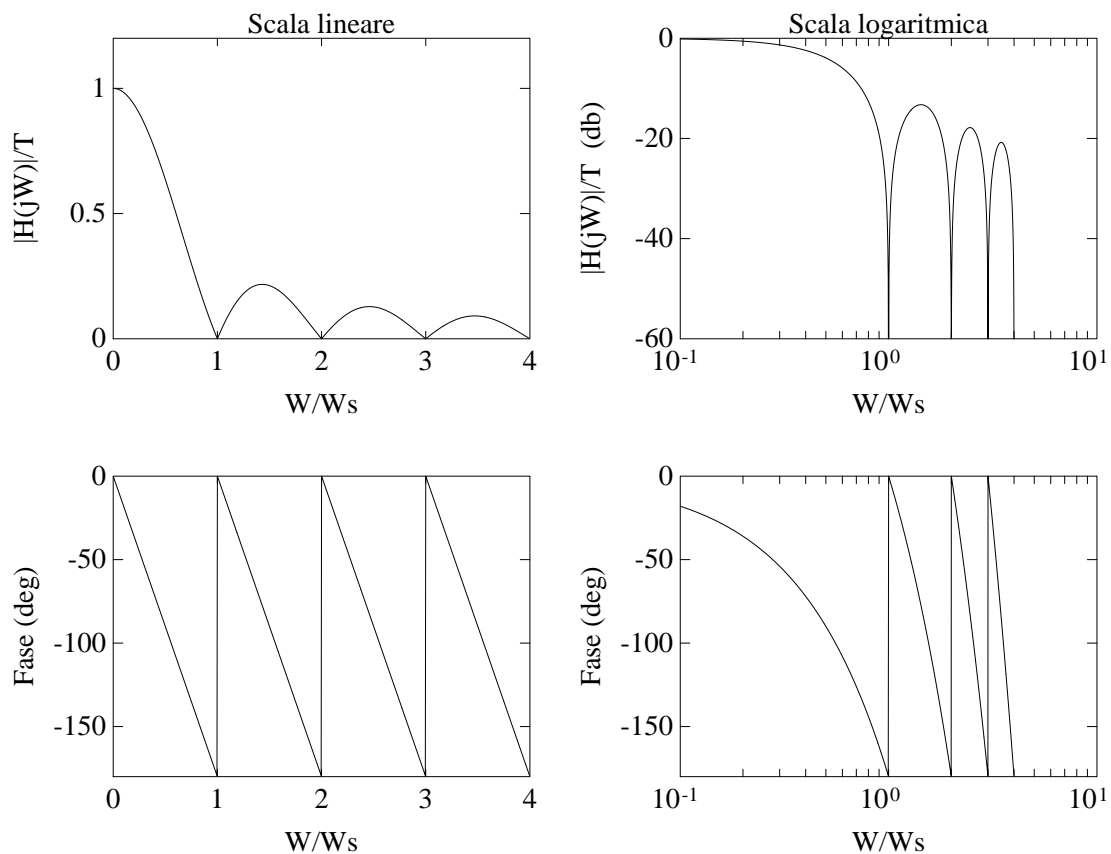 Scala lineare
1
0.5
0
|H(jW)|/T
0 1 2 3 4
W/Ws
Scala logaritmica
0
-20
-40
-60
|H(jW)|/T (db)
10-1 100 101
W/Ws
0
-50
-100
-150
Fase (deg)
0 1 2 3 4
W/Ws
0
-50
-100
-150
Fase (deg)
10-1 100 101
W/Ws